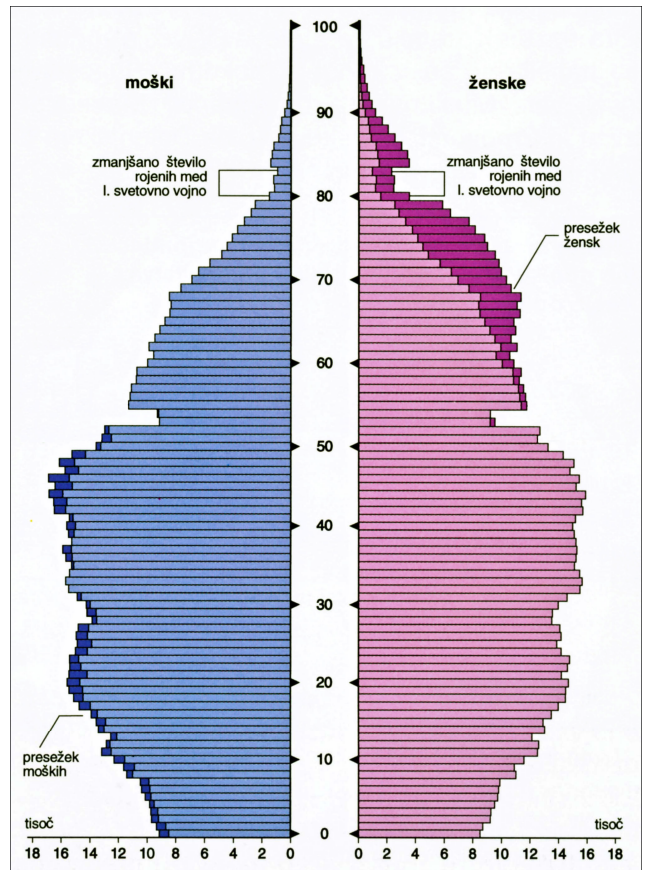 100
moški
ženske
90
zmanjšano število
rojenih med
I. svetovno vojno
zmanjšano število
rojenih med
I. svetovno vojno
80
presežek
žensk
70
60
50
40
30
20
presežek
moških
10
tisoč
0
tisoč
18 16 14 12 10 8 6 4 2 0
0 2 4 6 8 10 12 14 16 18